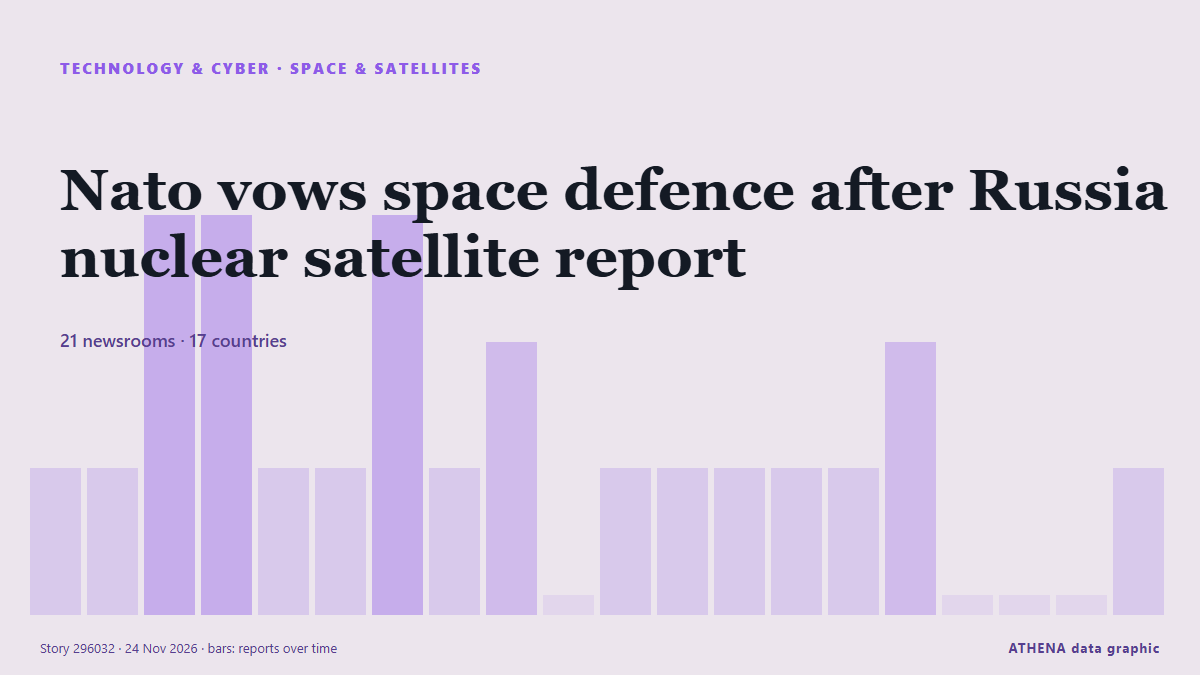 TECHNOLOGY & CYBER · SPACE & SATELLITES
Nato vows space defence after Russia
nuclear satellite report
21 newsrooms · 17 countries
Story 296032 · 24 Nov 2026 · bars: reports over time
ATHENA data graphic